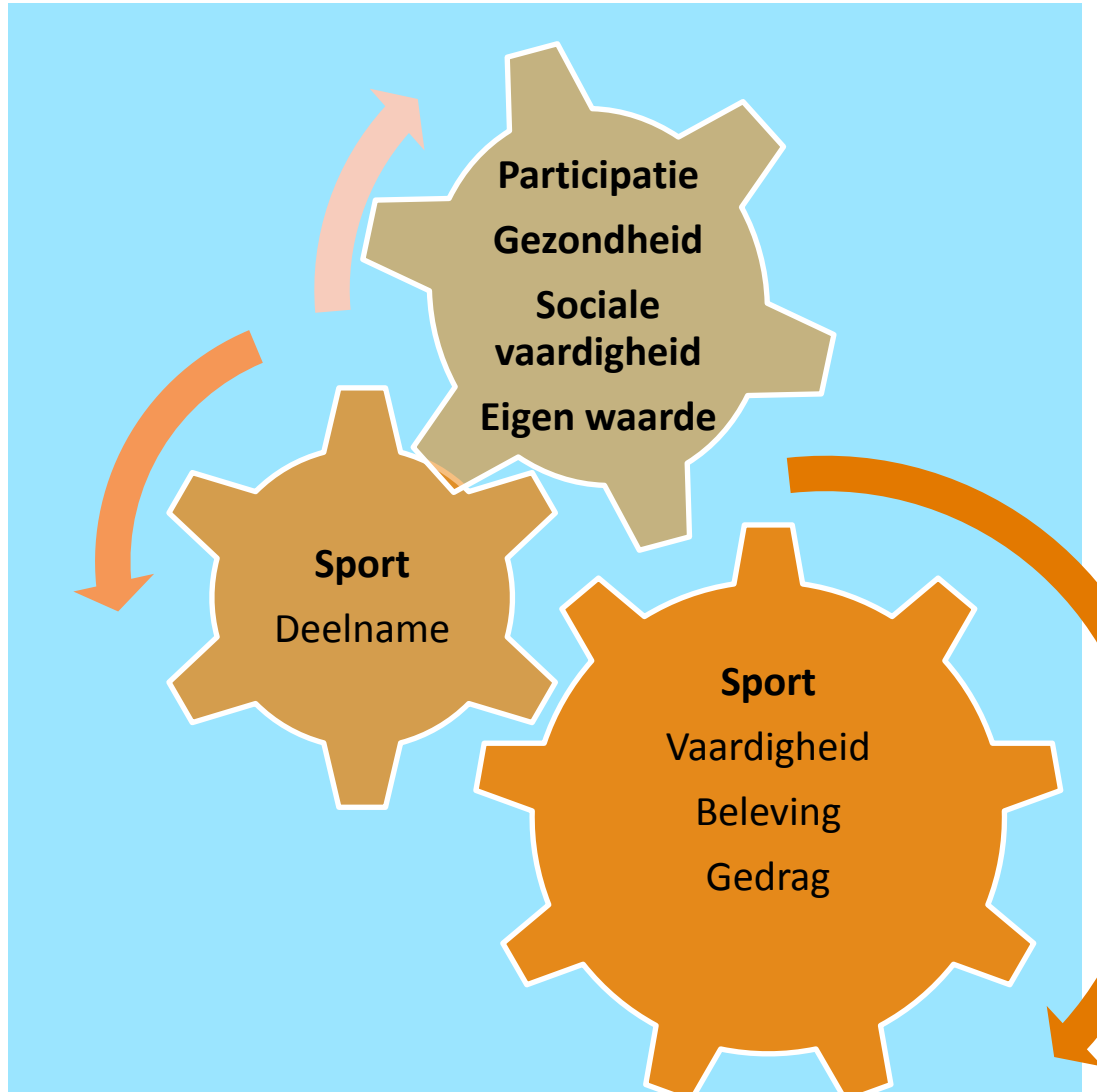 Participatie
Gezondheid
Sociale
vaardigheid
Eigen waarde
Sport
Deelname
Sport
Vaardigheid
Beleving
Gedrag